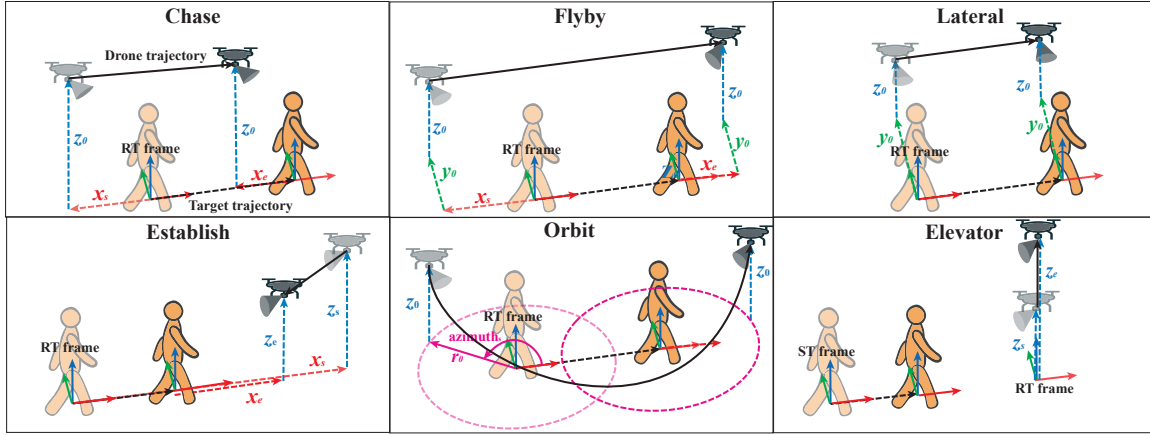 Chase
Drone trajectory
z0
z0
RT frame
xs
xe
Target trajectory
Flyby
z0
z0
y0
y0
RT frame
xs
xe
Lateral
z0
z0
y0
y0
RT frame
Establish
RT frame
ze
zs
xs
xe
Orbit
z0
z0
RT frame
azimuths
r0
Elevator
ze
zs
ST frame
RT frame